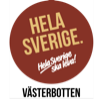 HELA
SVERIGE.
Hela Sverige
ska leva!
VÄSTERBOTTEN